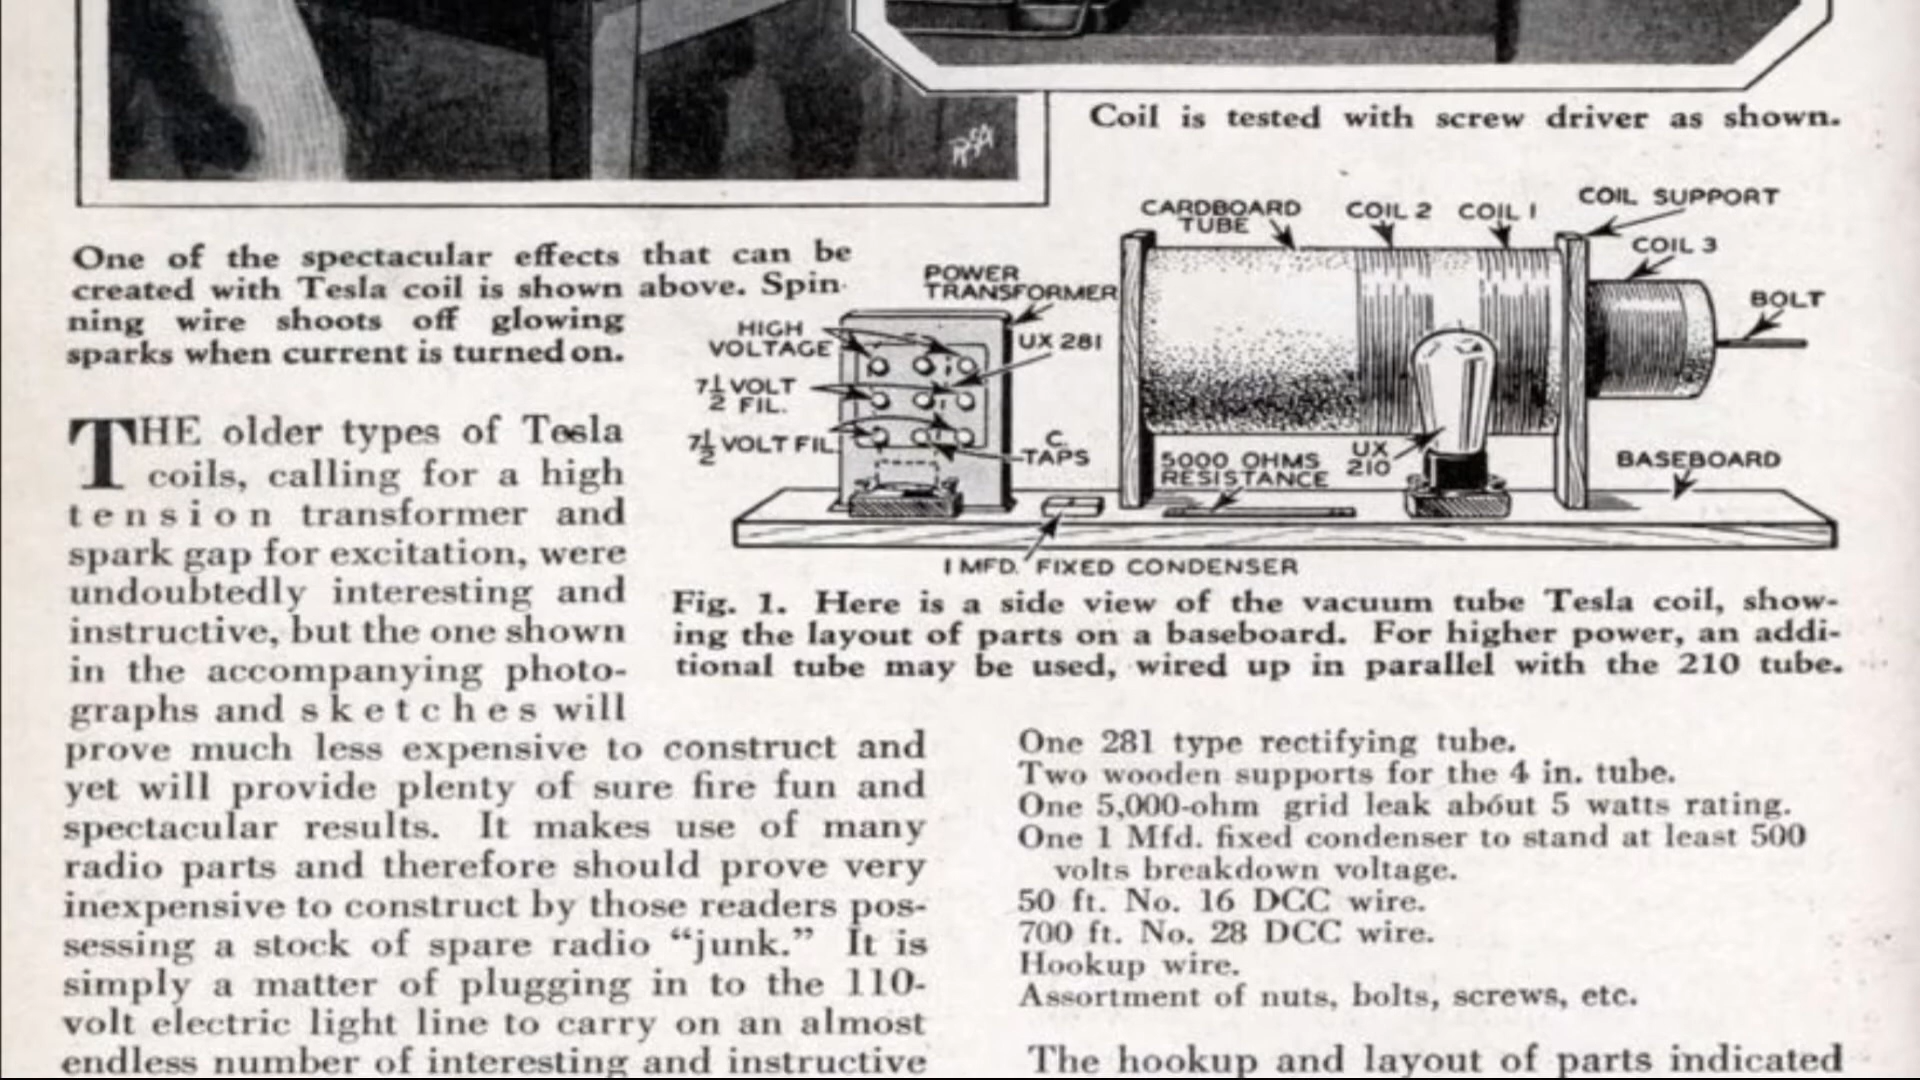 RSA
Coil is tested with screw driver as shown.
One of the spectacular effects that can be
created with Tesla coil is shown above. Spin-
ning wire shoots off glowing
sparks when current is turned on.
CARDBOARD
TUBE
COIL 2
COIL 1
COIL SUPPORT
COIL 3
BOLT
POWER
TRANSFORMER
HIGH
VOLTAGE
UX 281
7½ VOLT
FIL.
7½ VOLT FIL.
C.
TAPS
5000 OHMS
RESISTANCE
UX
210
BASEBOARD
1 MFD. FIXED CONDENSER
Fig. 1. Here is a side view of the vacuum tube Tesla coil, show-
ing the layout of parts on a baseboard. For higher power, an addi-
tional tube may be used, wired up in parallel with the 210 tube.
THE older types of Tesla
coils, calling for a high
tension transformer and
spark gap for excitation, were
undoubtedly interesting and
instructive, but the one shown
in the accompanying photo-
graphs and sketches will
prove much less expensive to construct and
yet will provide plenty of sure fire fun and
spectacular results. It makes use of many
radio parts and therefore should prove very
inexpensive to construct by those readers pos-
sessing a stock of spare radio “junk.” It is
simply a matter of plugging in to the 110-
volt electric light line to carry on an almost
endless number of interesting and instructive
One 281 type rectifying tube.
Two wooden supports for the 4 in. tube.
One 5,000-ohm grid leak about 5 watts rating.
One 1 Mfd. fixed condenser to stand at least 500
volts breakdown voltage.
50 ft. No. 16 DCC wire.
700 ft. No. 28 DCC wire.
Hookup wire.
Assortment of nuts, bolts, screws, etc.
The hookup and layout of parts indicated